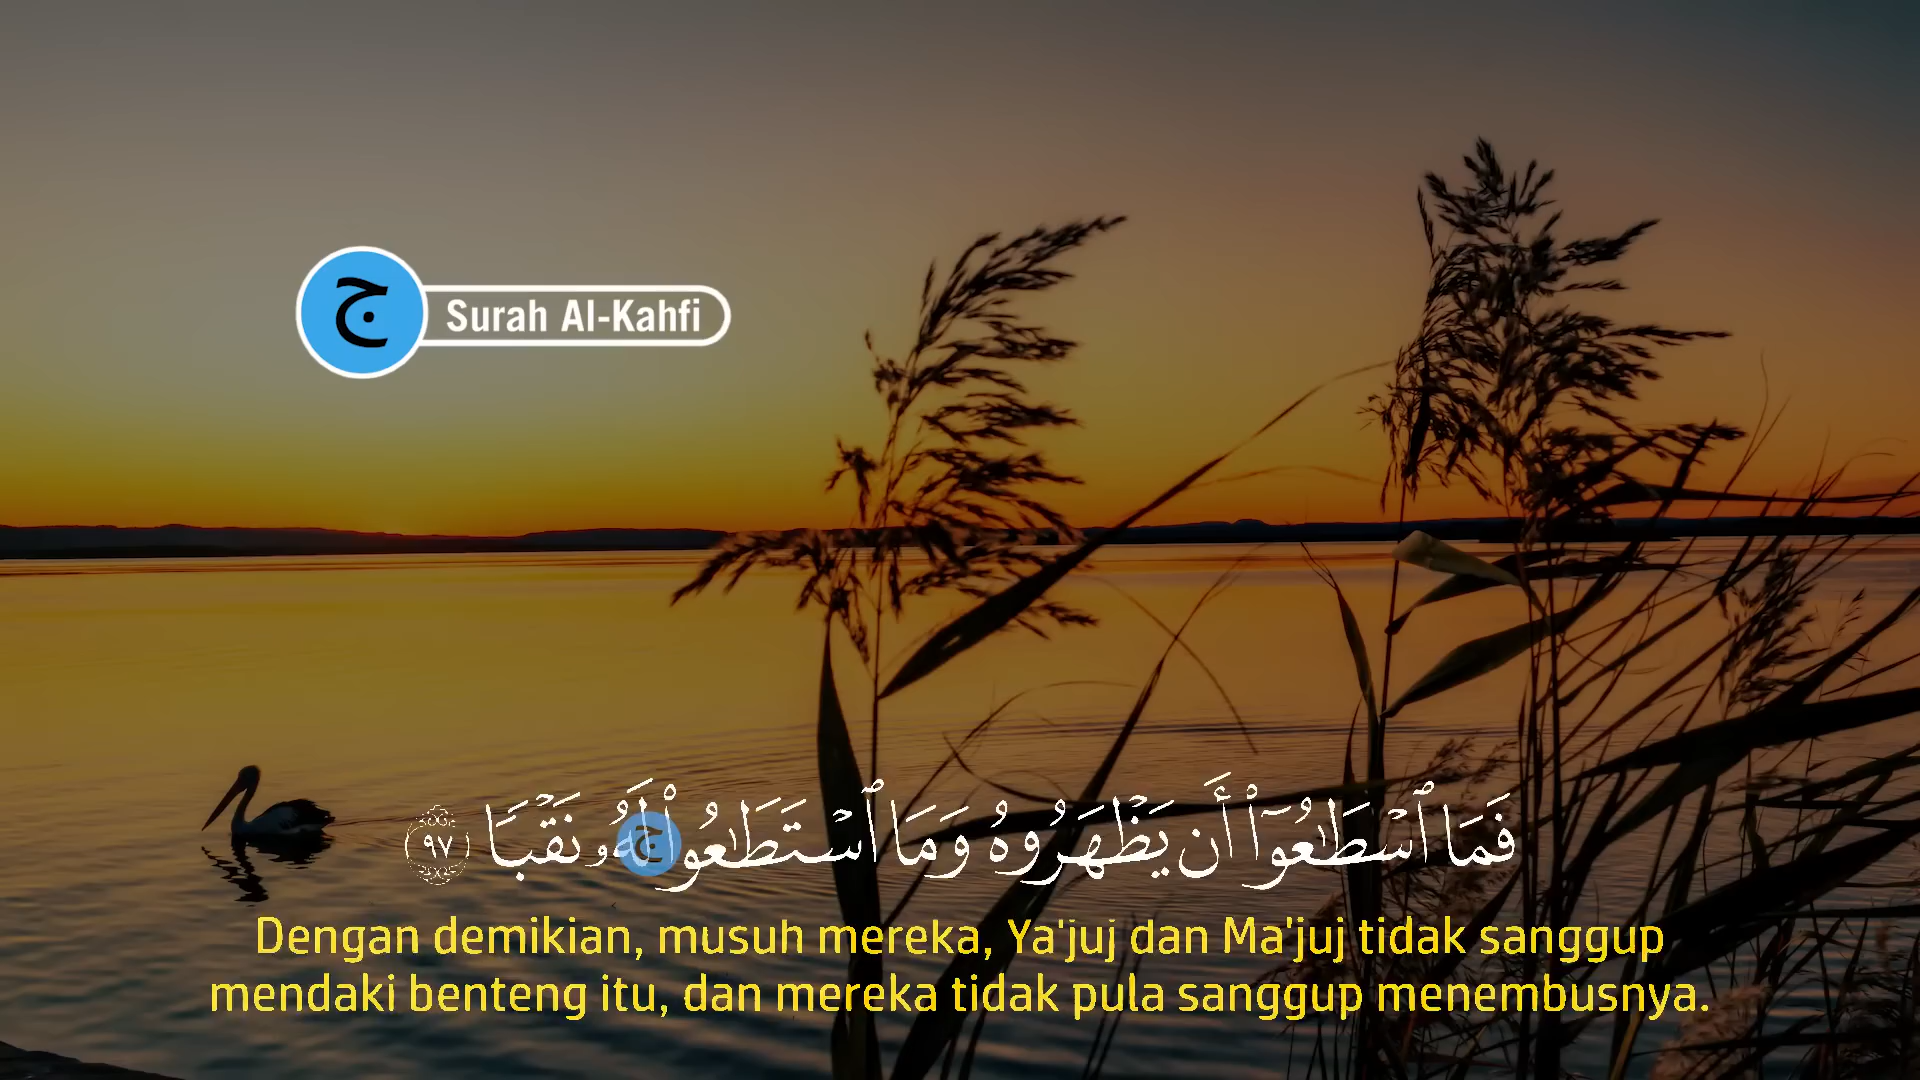 ج
Surah Al-Kahfi
فَمَا ٱسْطَٰعُوٓا۟ أَن يَظْهَرُوهُ وَمَا ٱسْتَطَٰعُوا۟ لَهُۥ نَقْبًا ٩٧
ج
Dengan demikian, musuh mereka, Ya'juj dan Ma'juj tidak sanggup
mendaki benteng itu, dan mereka tidak pula sanggup menembusnya.